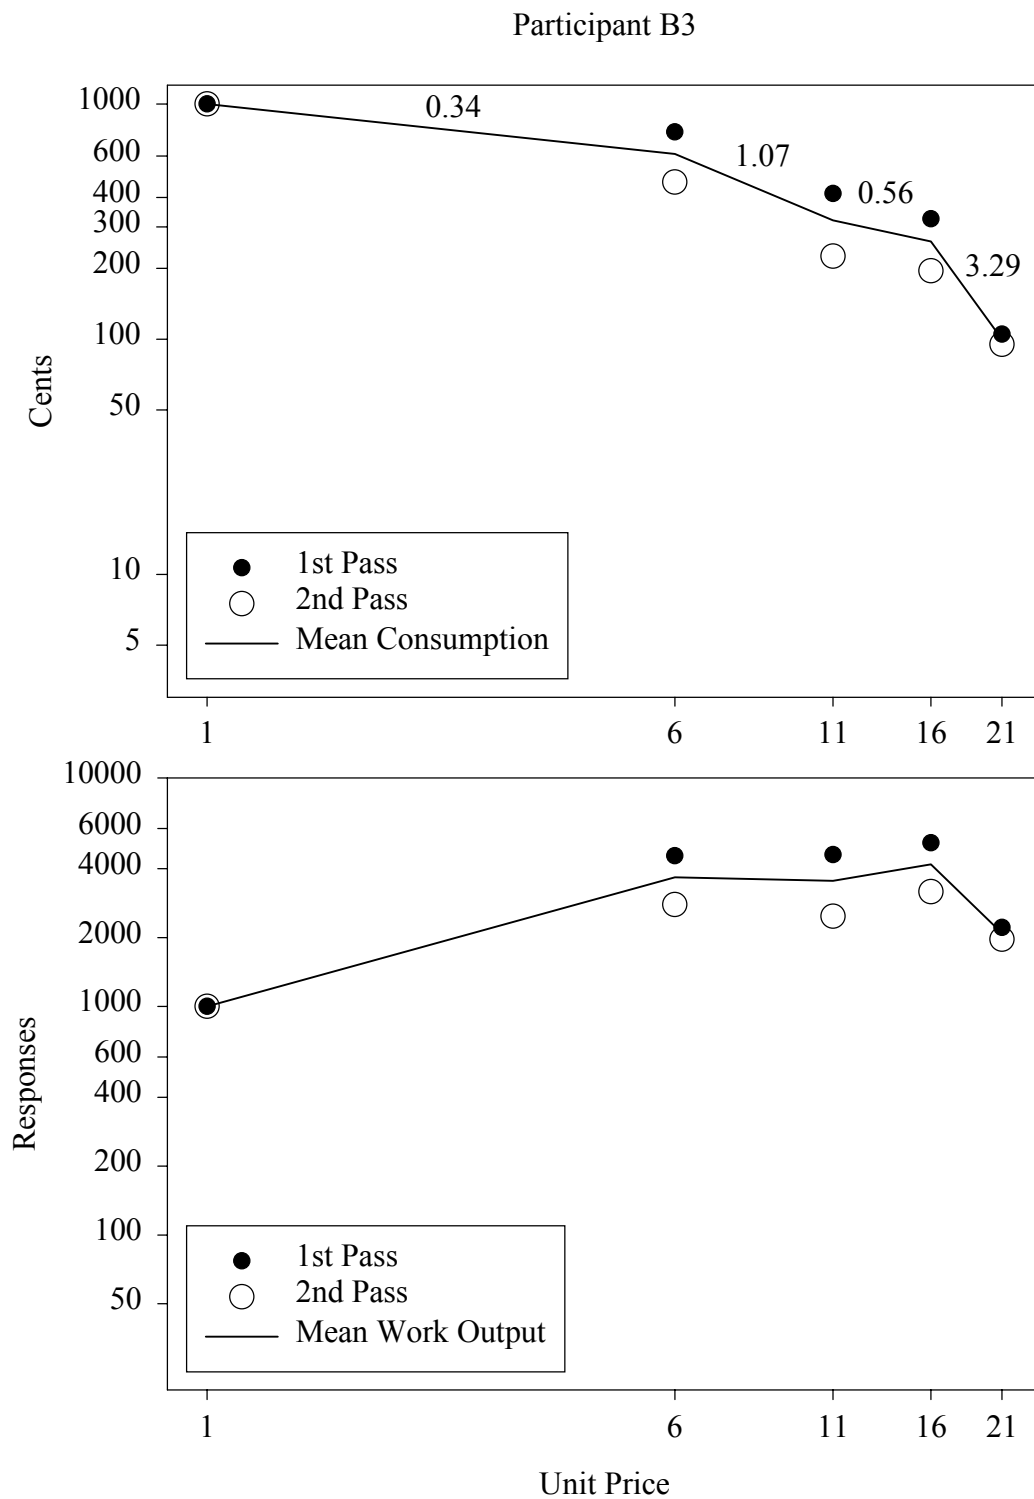 Participant B3
1000
600
400
300
200
100
50
10
5
Cents
0.34
1.07
0.56
3.29
1st Pass
2nd Pass
Mean Consumption
1 6 11 16 21
10000
6000
4000
2000
1000
600
400
200
100
50
Responses
1st Pass
2nd Pass
Mean Work Output
1 6 11 16 21
Unit Price